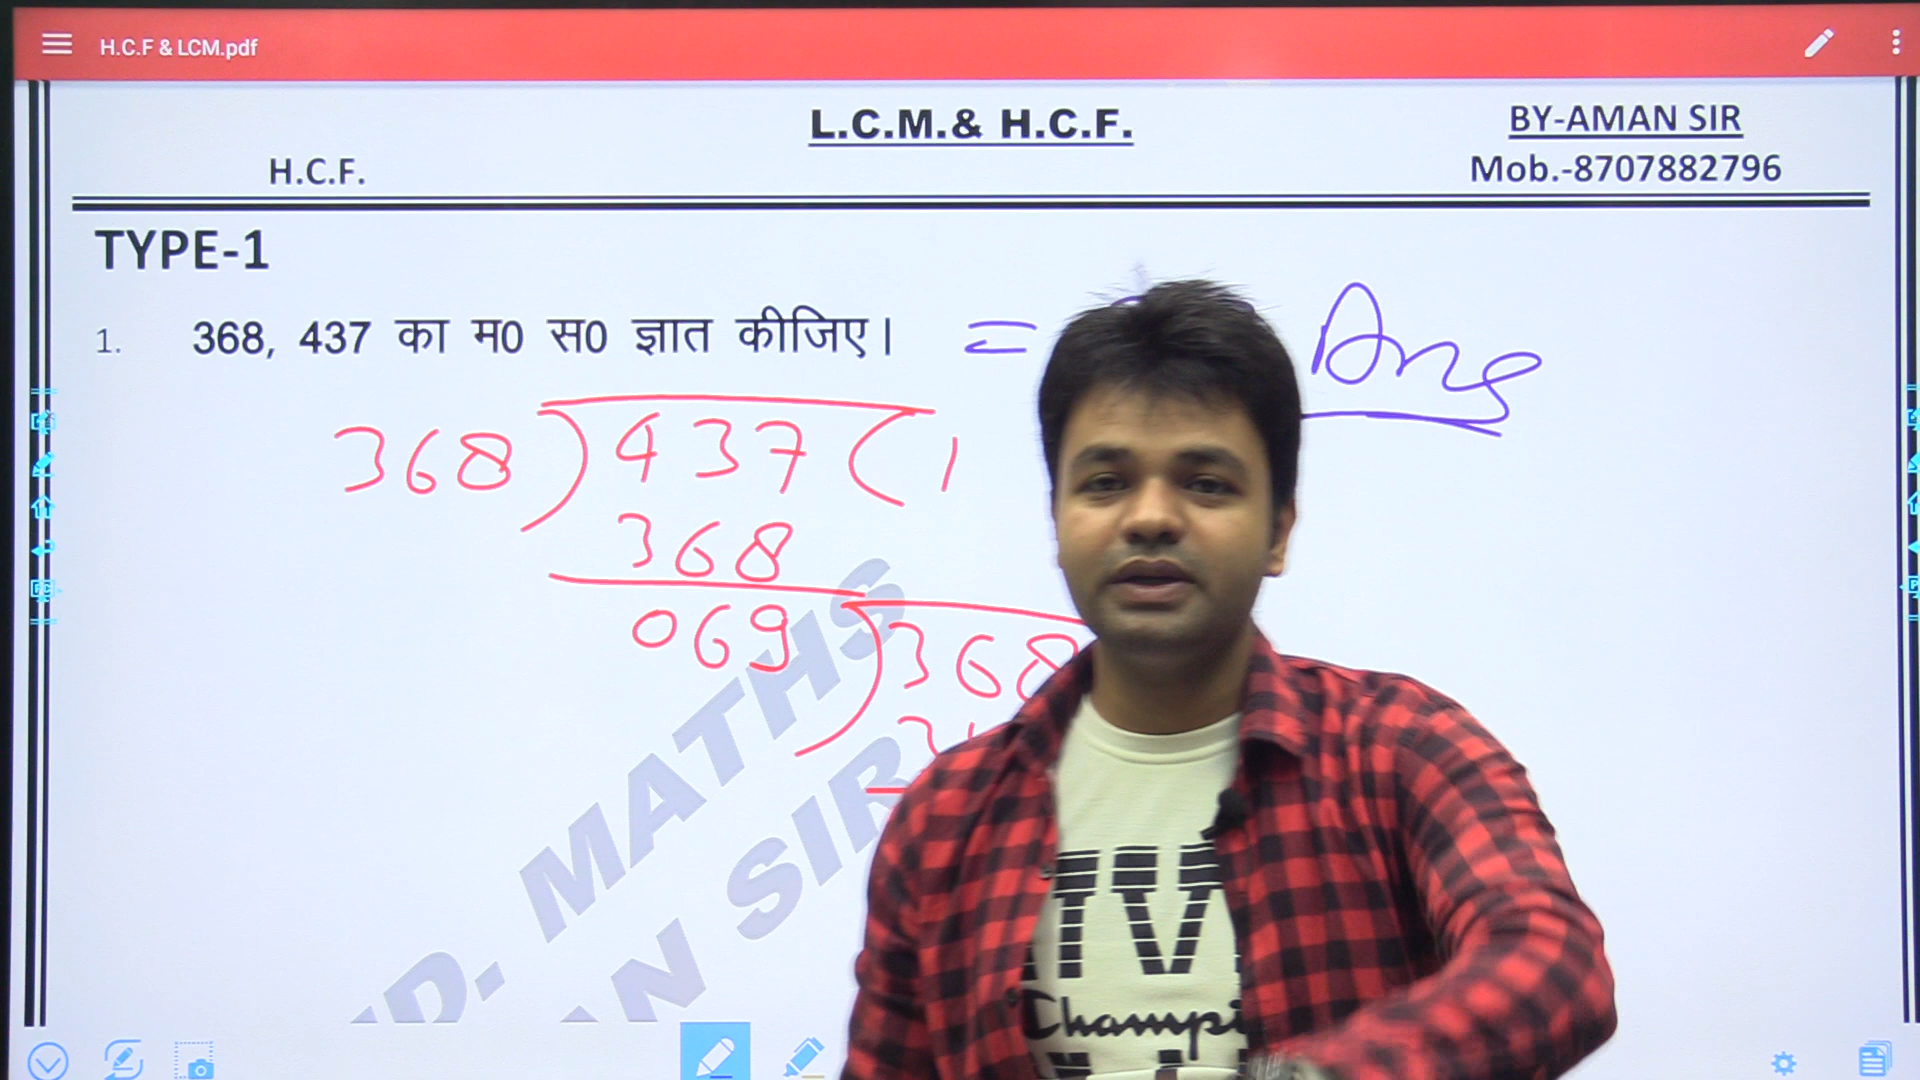 H.C.F & LCM.pdf
L.C.M.& H.C.F.
BY-AMAN SIR
H.C.F.
Mob.-8707882796
TYPE-1
1. 368, 437 का म0 स0 ज्ञात कीजिए। = Ans
368 ) 437 ( 1
368
069 ) 368
MATHS
SIR
Champi